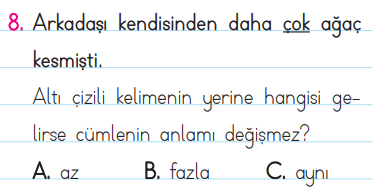 8. Arkadaşı kendisinden daha çok ağaç
kesmişti.
Altı çizili kelimenin yerine hangisi ge-
lirse cümlenin anlamı değişmez?
A. az B. fazla C. aynı